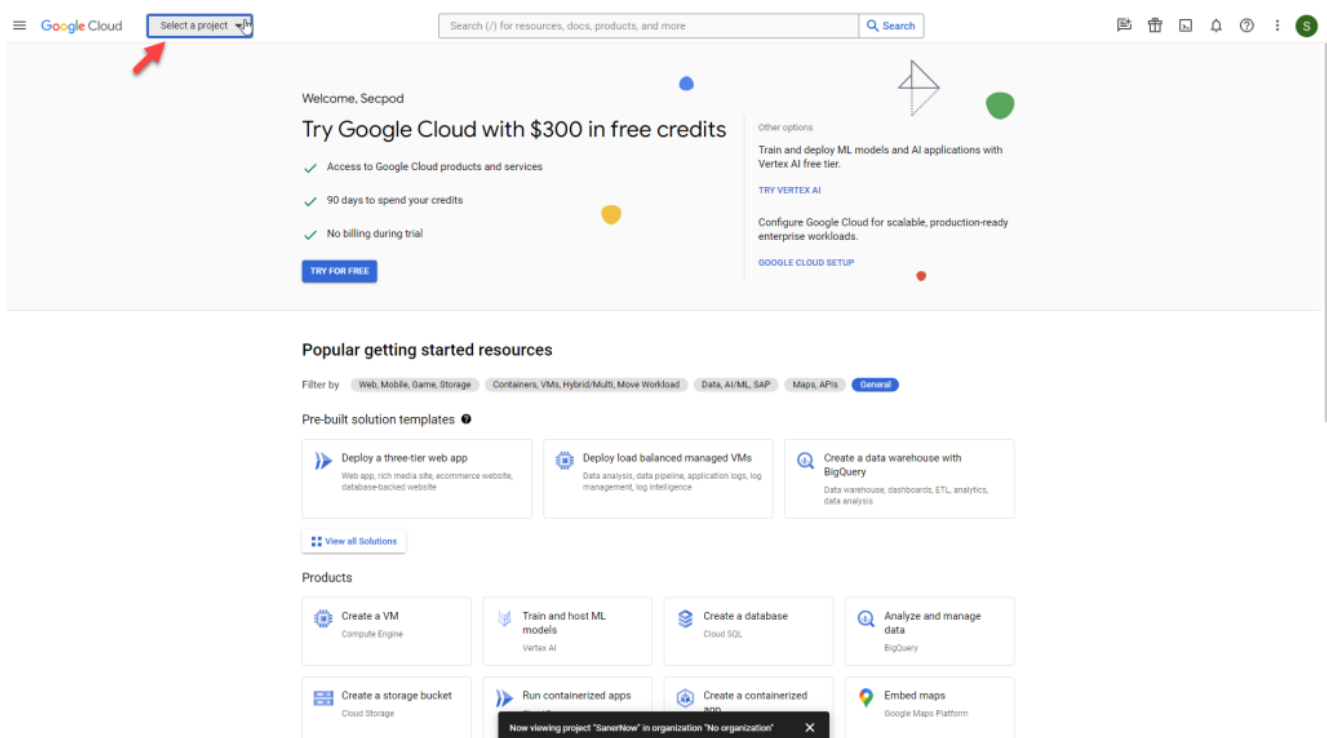 Google Cloud
Select a project
Search (/) for resources, docs, products, and more
Search
S
Welcome, Secpod
Try Google Cloud with $300 in free credits
Access to Google Cloud products and services
90 days to spend your credits
No billing during trial
TRY FOR FREE
Other options
Train and deploy ML models and AI applications with
Vertex AI free tier.
TRY VERTEX AI
Configure Google Cloud for scalable, production-ready
enterprise workloads.
GOOGLE CLOUD SETUP
Popular getting started resources
Filter by
Web, Mobile, Game, Storage
Containers, VMs, Hybrid/Multi, Move Workload
Data, AI/ML, SAP
Maps, APIs
General
Pre-built solution templates
Deploy a three-tier web app
Web app, rich media site, ecommerce website,
database-backed website
Deploy load balanced managed VMs
Data analysis, data pipeline, application logs, log
management, log intelligence
Create a data warehouse with
BigQuery
Data warehouse, dashboards, ETL, analytics,
data analysis
View all Solutions
Products
Create a VM
Compute Engine
Train and host ML
models
Vertex AI
Create a database
Cloud SQL
Analyze and manage
data
BigQuery
Create a storage bucket
Cloud Storage
Run containerized apps
Create a containerized
app
Embed maps
Google Maps Platform
Now viewing project "SanerNow" in organization "No organization"